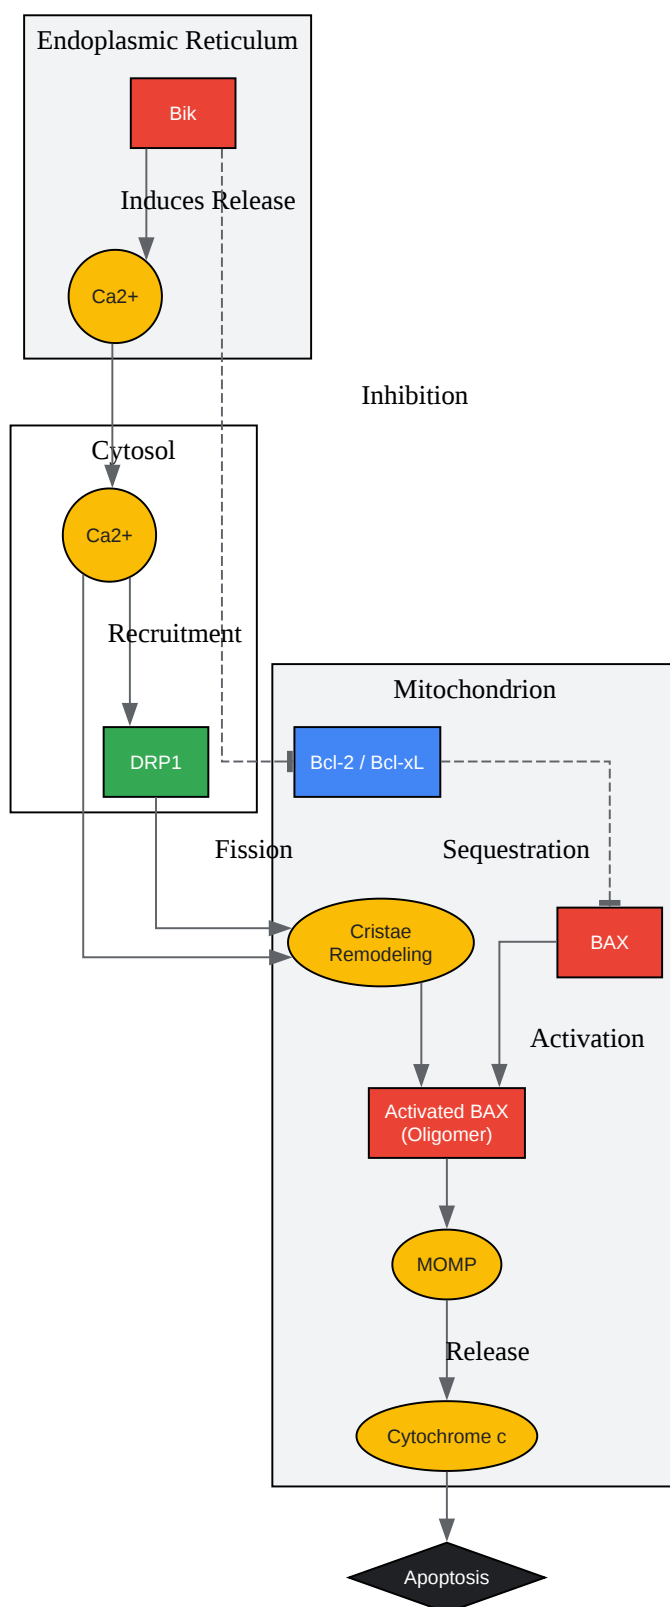 Endoplasmic Reticulum
Bik
Induces Release
Ca2+
Inhibition
Cytosol
Ca2+
Recruitment
Mitochondrion
DRP1
Bcl-2 / Bcl-xL
Fission
Sequestration
Cristae
Remodeling
BAX
Activation
Activated BAX
(Oligomer)
MOMP
Release
Cytochrome c
Apoptosis